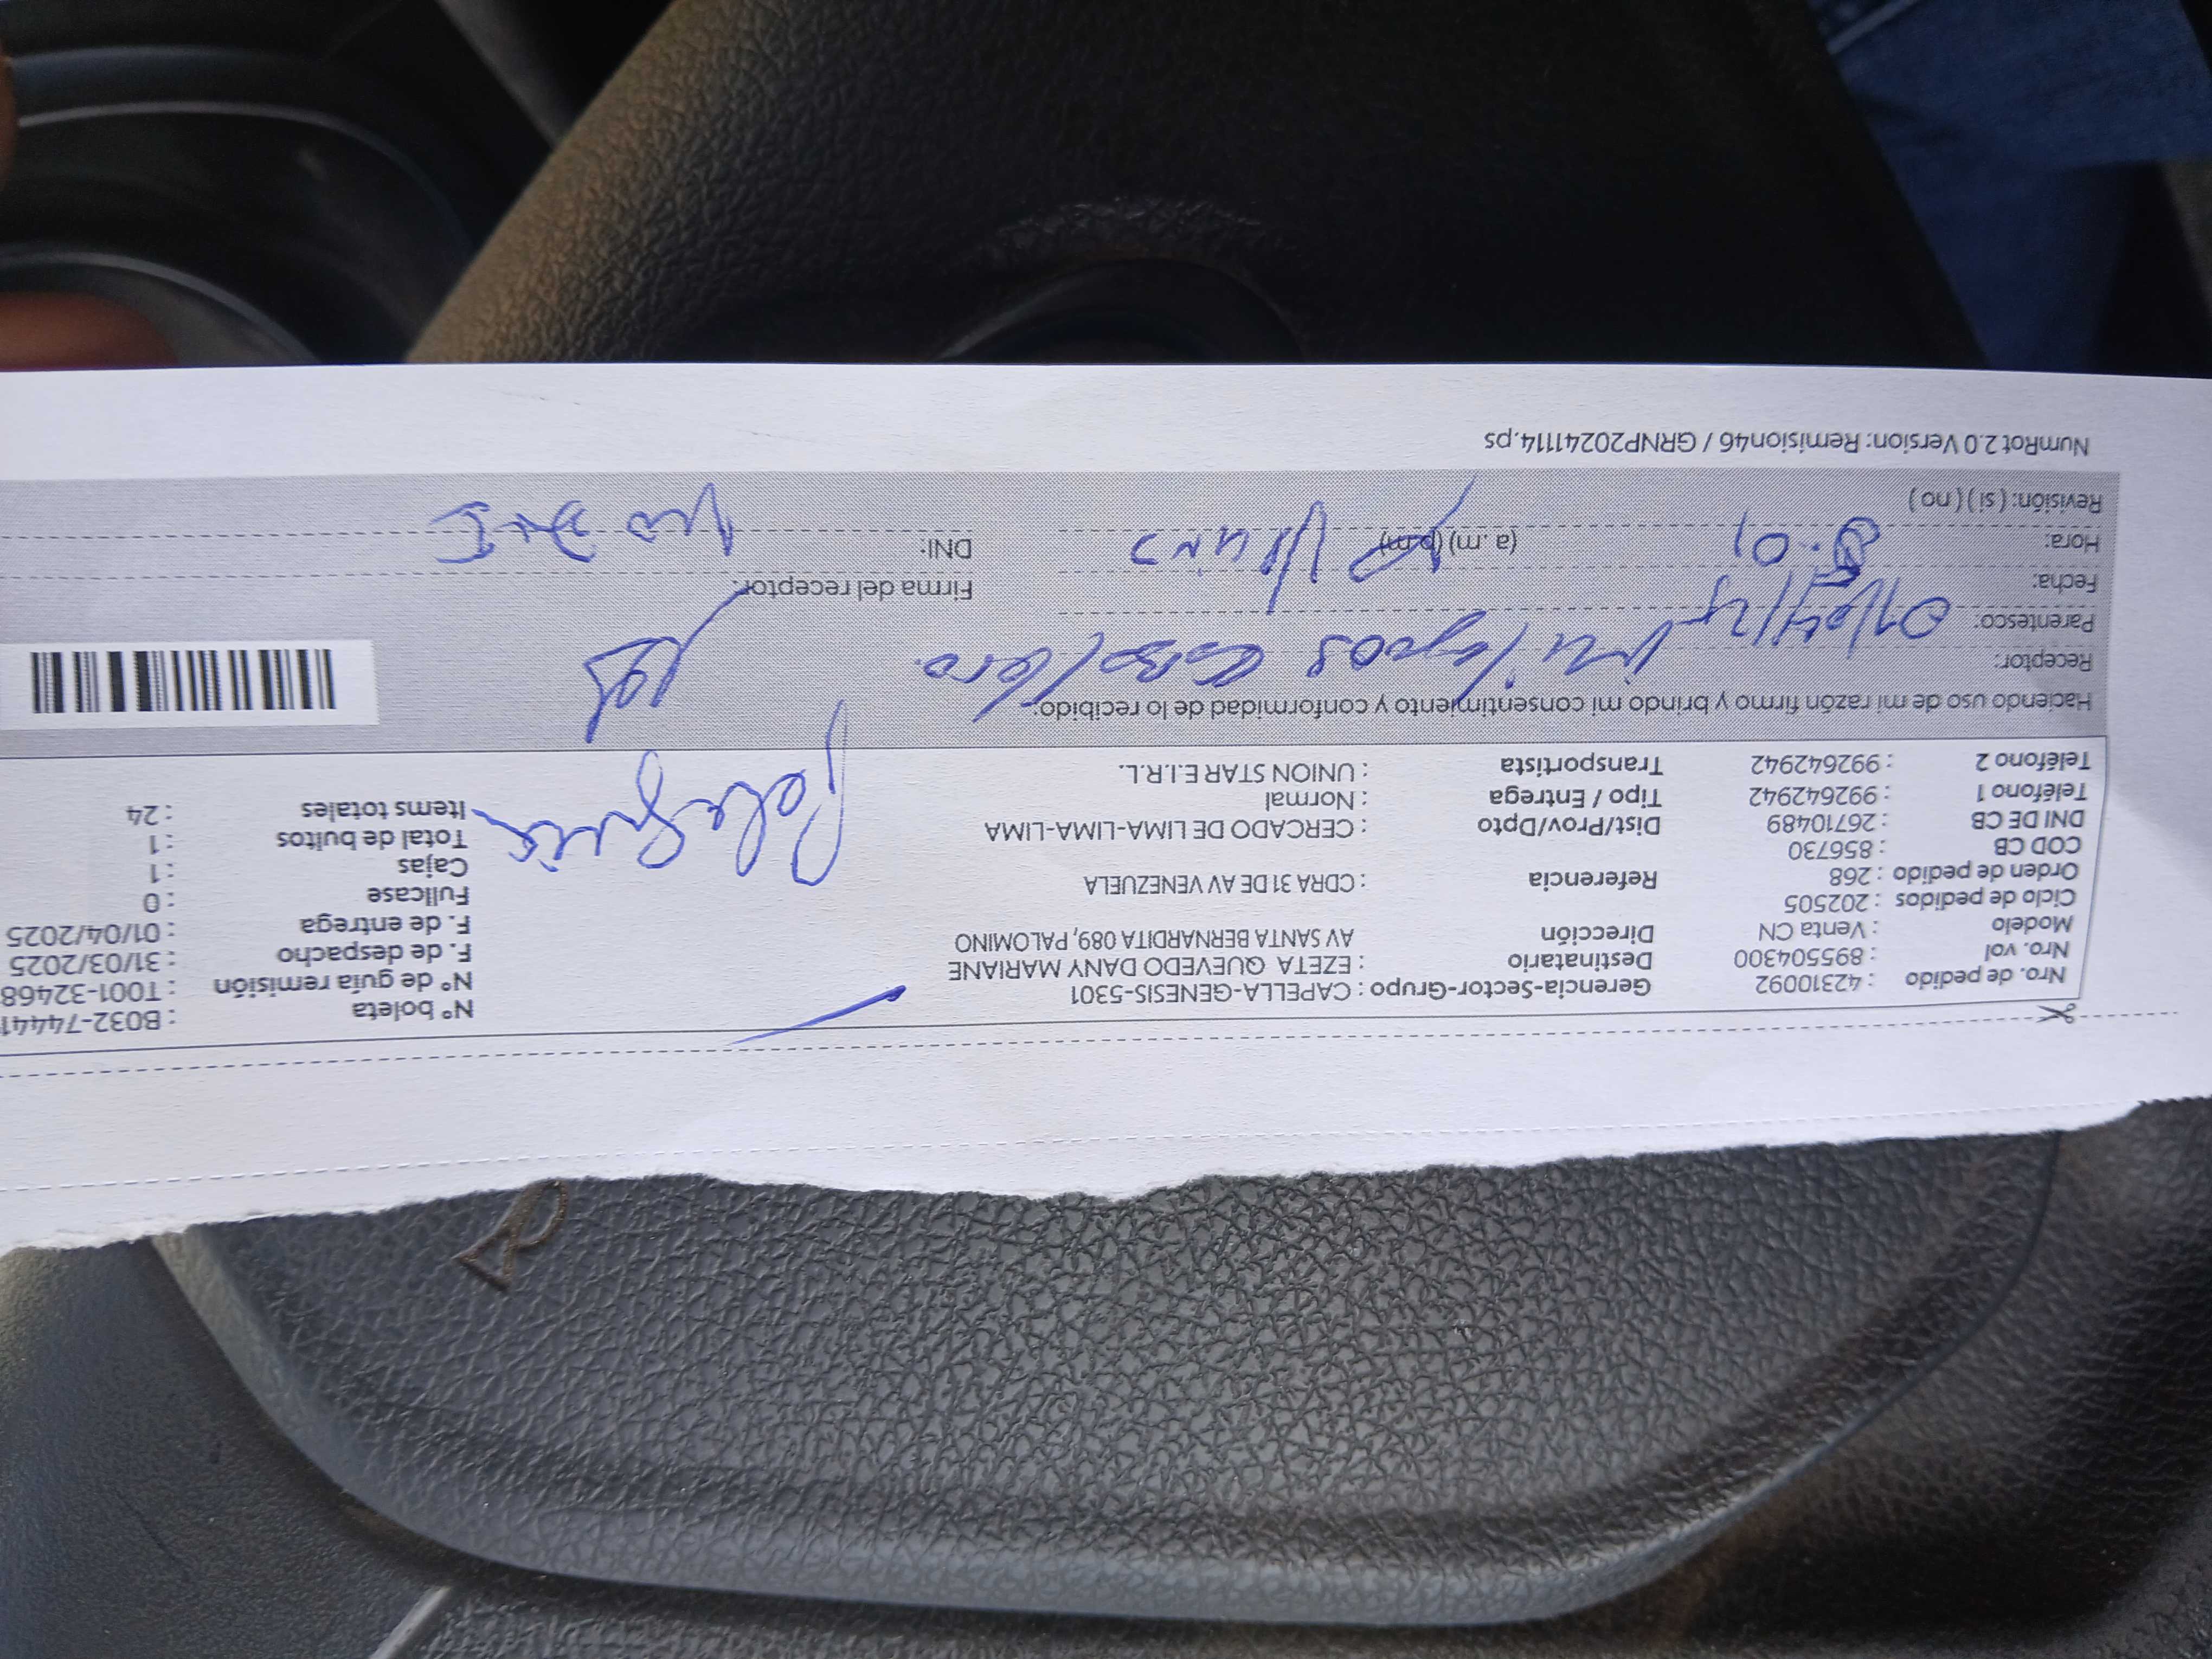 Nro. de pedido : 42310092 Gerencia-Sector-Grupo : CAPELLA-GENESIS-5301 N° boleta : B032-74441
Nro. vol : 895504300 Destinatario : EZETA QUEVEDO DANY MARIANE N° de guía remisión : T001-32468
Modelo : Venta CN Dirección AV SANTA BERNARDITA 089, PALOMINO F. de despacho : 31/03/2025
Ciclo de pedidos : 202505 F. de entrega : 01/04/2025
Orden de pedido : 268 Referencia : CDRA 31 DE AV VENEZUELA Fullcase : 0
COD CB : 856730 Cajas : 1
DNI DE CB : 26710489 Dist/Prov/Dpto : CERCADO DE LIMA-LIMA-LIMA Total de bultos : 1
Teléfono 1 : 992642942 Tipo / Entrega : Normal Items totales : 24
Teléfono 2 : 992642942 Transportista : UNION STAR E.I.R.L.
Haciendo uso de mi razón firmo y brindo mi consentimiento y conformidad de lo recibido:
Receptor:
Parentesco:
Fecha: 01/04/25 Firma del receptor:
Hora: (a. m) (p.m) DNI:
Revisión: ( si ) ( no )
NumRot 2.0 Version: Remision46 / GRNP20241114.ps